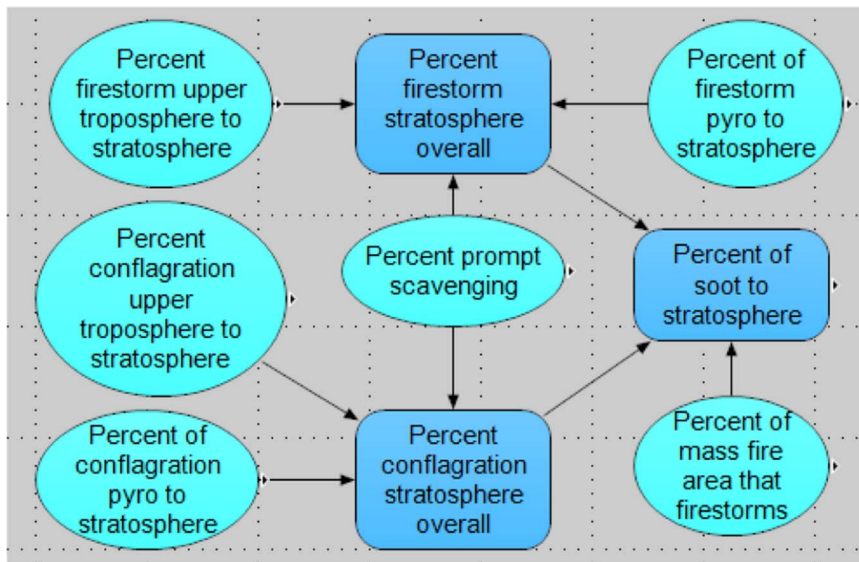 Percent
firestorm upper
troposphere to
stratosphere
Percent
firestorm
stratosphere
overall
Percent of
firestorm
pyro to
stratosphere
Percent
conflagration
upper
troposphere to
stratosphere
Percent prompt
scavenging
Percent of
soot to
stratosphere
Percent of
conflagration
pyro to
stratosphere
Percent
conflagration
stratosphere
overall
Percent of
mass fire
area that
firestorms